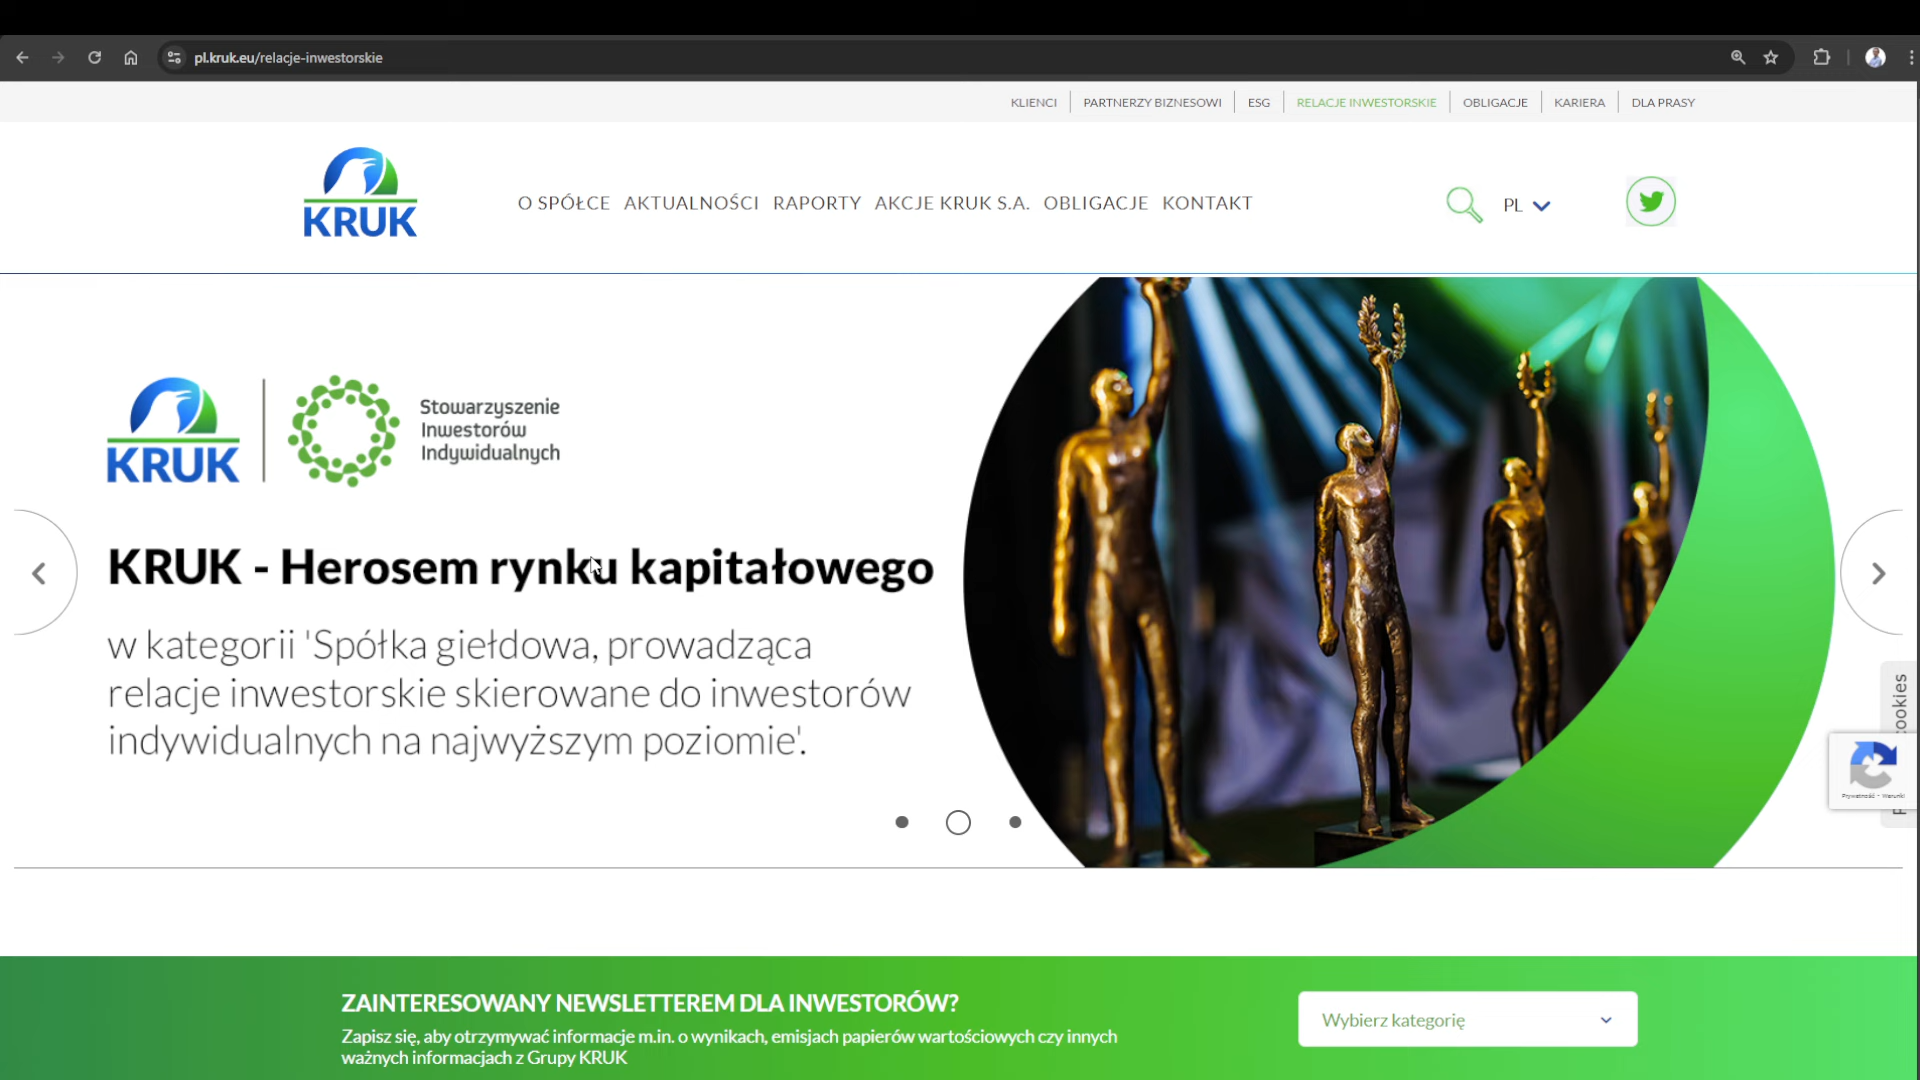 pl.kruk.eu/relacje-inwestorskie
KLIENCI PARTNERZY BIZNESOWI ESG RELACJE INWESTORSKIE OBLIGACJE KARIERA DLA PRASY
KRUK
O SPÓŁCE AKTUALNOŚCI RAPORTY AKCJE KRUK S.A. OBLIGACJE KONTAKT
PL
KRUK
Stowarzyszenie
Inwestorów
Indywidualnych
KRUK - Herosem rynku kapitałowego
w kategorii 'Spółka giełdowa, prowadząca
relacje inwestorskie skierowane do inwestorów
indywidualnych na najwyższym poziomie'.
Prywatność - Warunki
ZAINTERESOWANY NEWSLETTEREM DLA INWESTORÓW?
Zapisz się, aby otrzymywać informacje m.in. o wynikach, emisjach papierów wartościowych czy innych
ważnych informacjach z Grupy KRUK
Wybierz kategorię